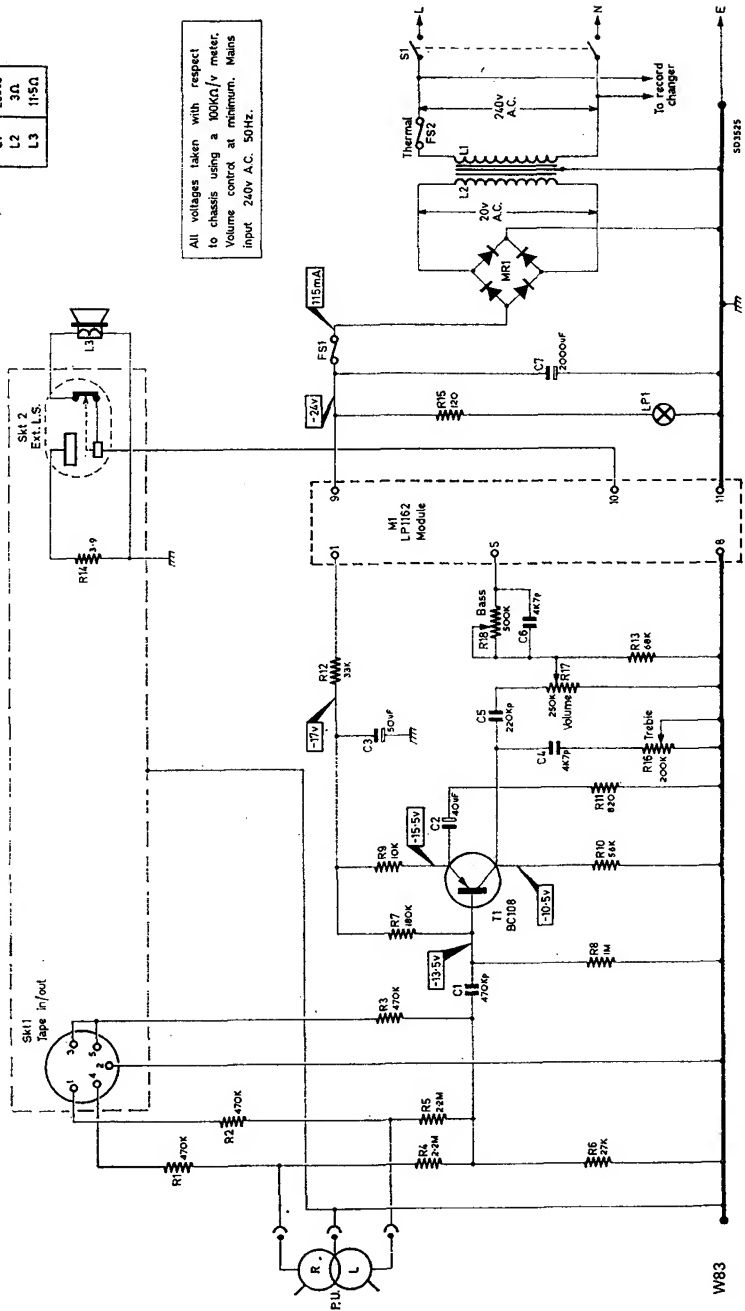 L2 3Ω
L3 11·5Ω
All voltages taken with respect
to chassis using a 100KΩ/v meter,
Volume control at minimum. Mains
input 240v A.C. 50Hz.
Skt1
Tape in/out
1
3
4
5
2
Skt 2
Ext. L.S.
L3
R14
3·9
R1
470K
R2
470K
R3
470K
R4
2·2M
R5
2·2M
R6
27K
P.U.
R
L
C1
470Kp
R7
180K
R8
1M
R9
10K
-13·5v
-15·5v
-10·5v
T1
BC108
C2
40uF
R10
56K
R11
820
C3
50uF
-17v
R12
33K
C4
4K7p
R16
Treble
200K
C5
220Kp
250K
R17
Volume
R13
68K
R18
Bass
500K
C6
4K7p
M1
LP1162
Module
1
5
8
9
10
11
-24v
FS1
115mA
R15
120
LP1
C7
2000uF
MR1
20v
A.C.
L2
L1
Thermal
FS2
240v
A.C.
S1
L
N
E
To record
changer
W83
SD3525